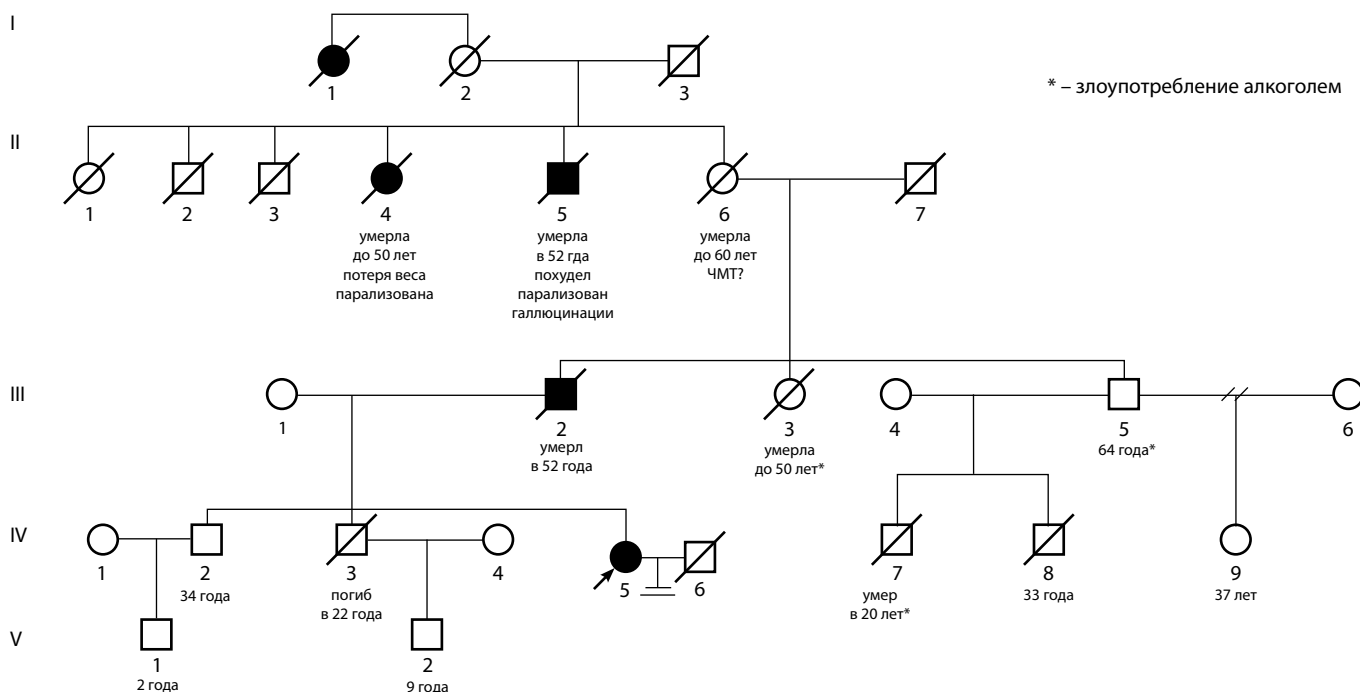 I
1
2
3
* – злоупотребление алкоголем
II
1
2
3
4
умерла
до 50 лет
потеря веса
парализована
5
умерла
в 52 гда
похудел
парализован
галлюцинации
6
умерла
до 60 лет
ЧМТ?
7
III
1
2
умерл
в 52 года
3
умерла
до 50 лет*
4
5
64 года*
6
IV
1
2
34 года
3
погиб
в 22 года
4
5
6
7
умер
в 20 лет*
8
33 года
9
37 лет
V
1
2 года
2
9 года